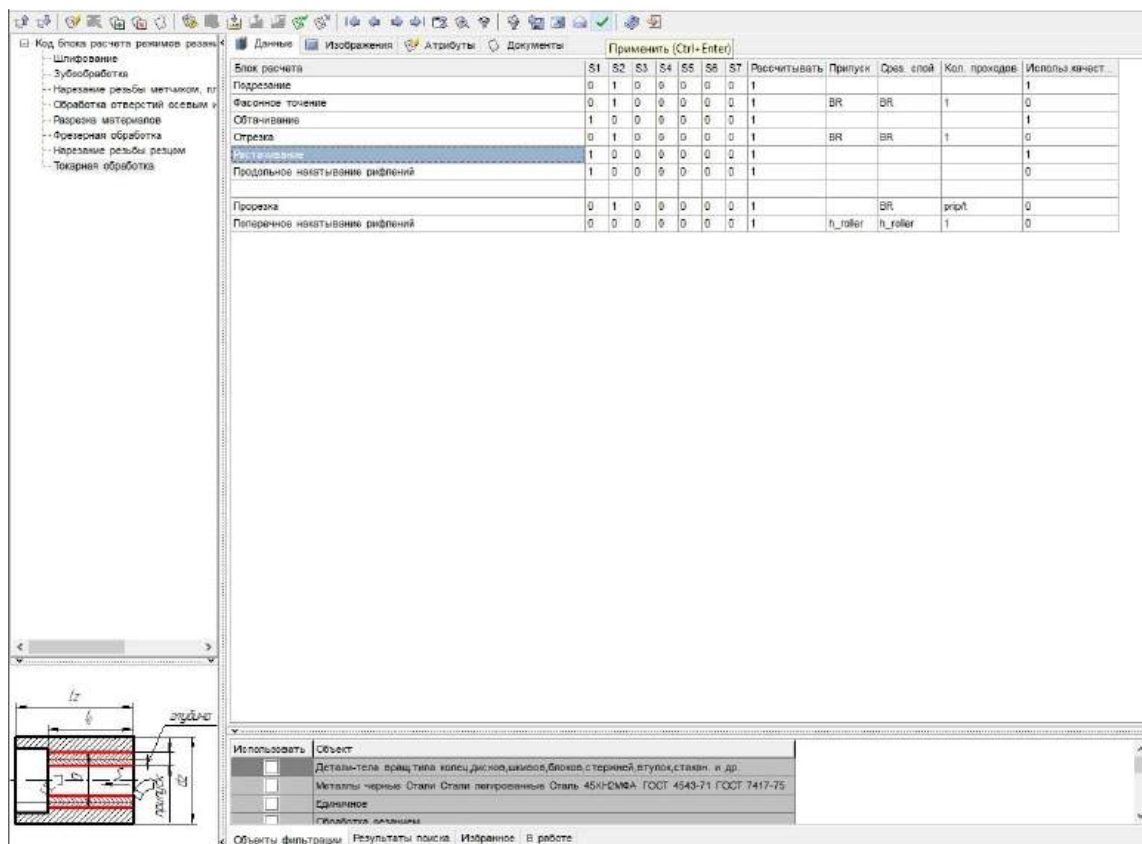 Данные Изображения Атрибуты Документы
Применить (Ctrl+Enter)
Код блока расчета режимов резани
Шлифование
Зубообработка
Нарезание резьбы метчиком, пл
Обработка отверстий осевым и
Разрезка материалов
Фрезерная обработка
Нарезание резьбы резцом
Токарная обработка
Блок расчета S1 S2 S3 S4 S5 S6 S7 Рассчитывать Припуск Срез. слой Кол. проходов Использ.качест...
Подрезание 0 1 0 0 0 0 0 1 1
Фасонное точение 0 1 0 0 0 0 0 1 BR BR 1 0
Обтачивание 1 0 0 0 0 0 0 1 1
Отрезка 0 1 0 0 0 0 0 1 BR BR 1 0
Растачивание 1 0 0 0 0 0 0 1 1
Продольное накатывание рифлений 1 0 0 0 0 0 0 1 0
Прорезка 0 1 0 0 0 0 0 1 BR prip/t 0
Поперечное накатывание рифлений 0 0 0 0 0 0 0 1 h_roller h_roller 1 0
lz
глубина
D
dz
припуск
Использовать Объект
Детали-тела вращ.типа колец,дисков,шкивов,блоков,стержней,втулок,стакан. и др.
Металлы черные Стали Стали легированные Сталь 45ХН2МФА ГОСТ 4543-71 ГОСТ 7417-75
Единичное
Обработка резанием
Объекты фильтрации Результаты поиска Избранное В работе